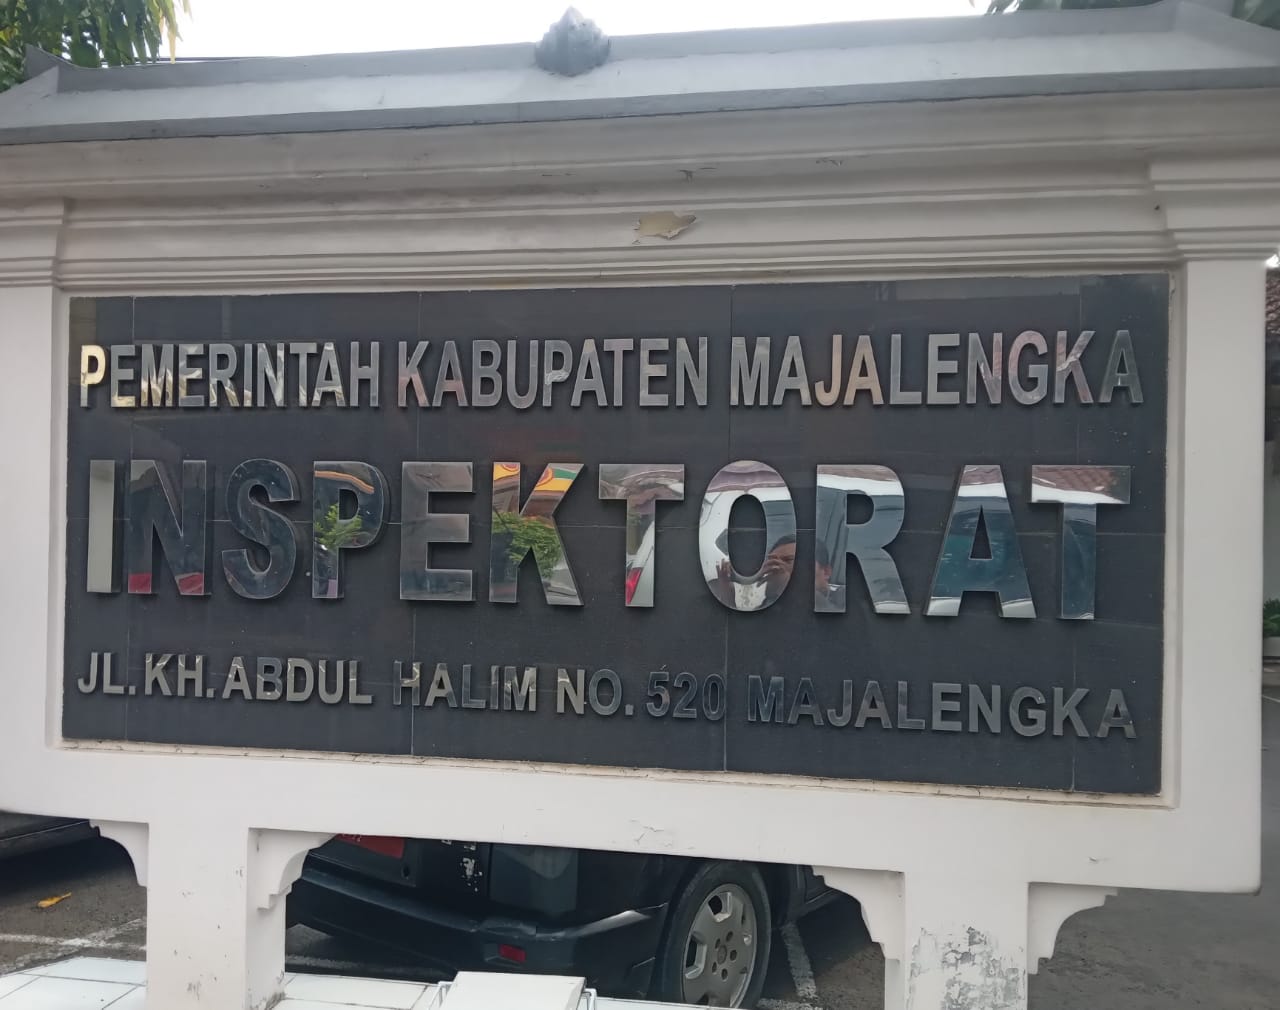 PEMERINTAH KABUPATEN MAJALENGKA
INSPEKTORAT
JL. KH. ABDUL HALIM NO. 520 MAJALENGKA